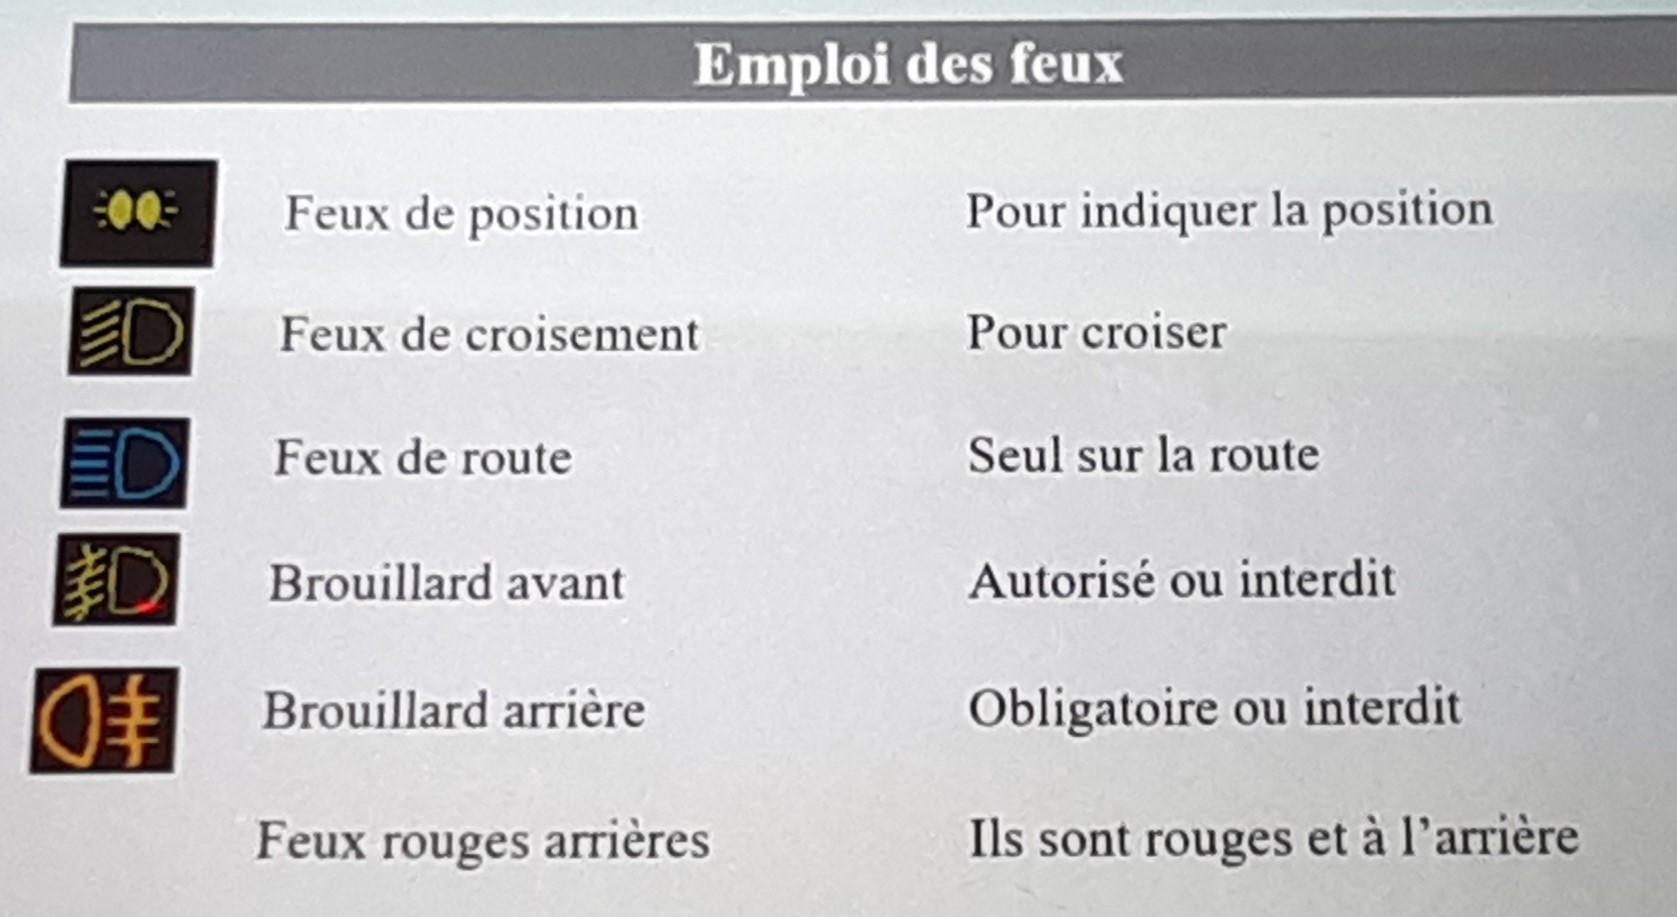 Emploi des feux
Feux de position Pour indiquer la position
Feux de croisement Pour croiser
Feux de route Seul sur la route
Brouillard avant Autorisé ou interdit
Brouillard arrière Obligatoire ou interdit
Feux rouges arrières Ils sont rouges et à l'arrière